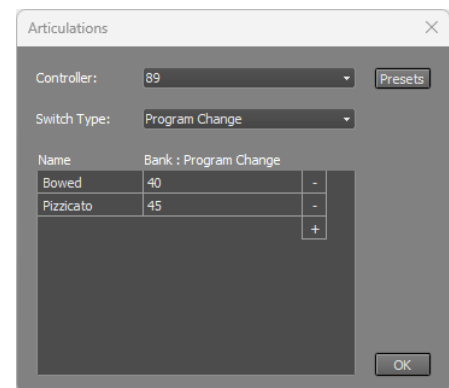 Articulations
Controller: 89 Presets
Switch Type: Program Change
Name Bank : Program Change
Bowed 40 -
Pizzicato 45 -
+
OK